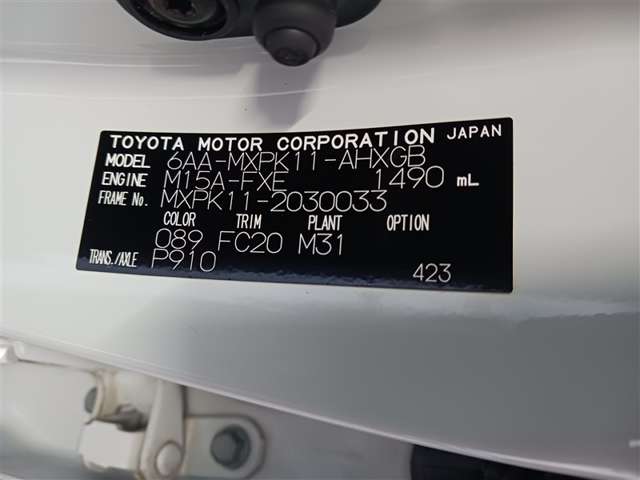 TOYOTA MOTOR CORPORATION JAPAN
MODEL 6AA-MXPK11-AHXGB
ENGINE M15A-FXE 1490 mL
FRAME No. MXPK11-2030033
COLOR TRIM PLANT OPTION
089 FC20 M31
TRANS./AXLE P910
423